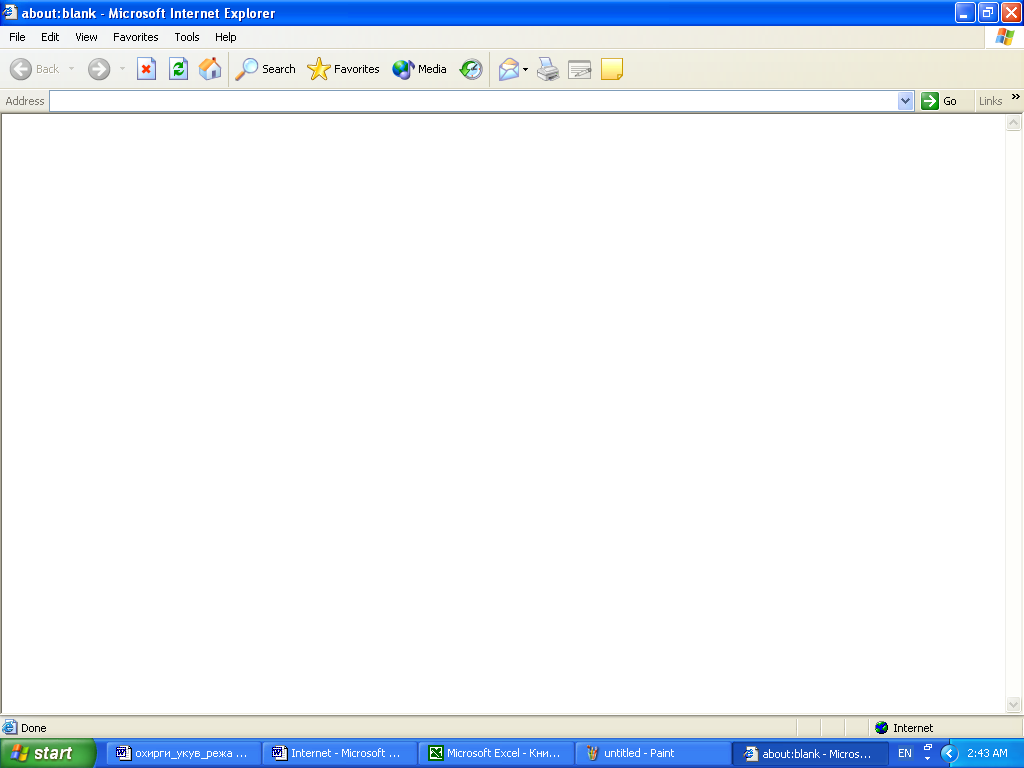 about:blank - Microsoft Internet Explorer
File Edit View Favorites Tools Help
Back Search Favorites Media
Address Go Links »
Done Internet
start охирги_укув_режа ... Internet - Microsoft ... Microsoft Excel - Кни... untitled - Paint about:blank - Micros... EN 2:43 AM